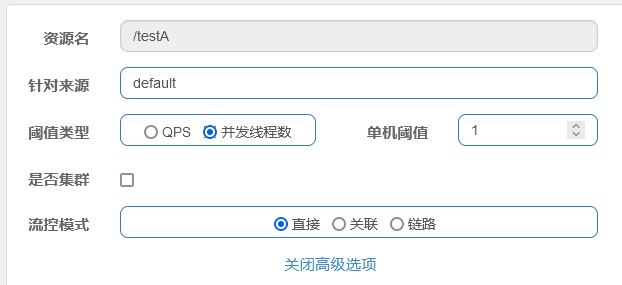 资源名 /testA
针对来源 default
阈值类型 QPS 并发线程数 单机阈值 1
是否集群
流控模式 直接 关联 链路
关闭高级选项